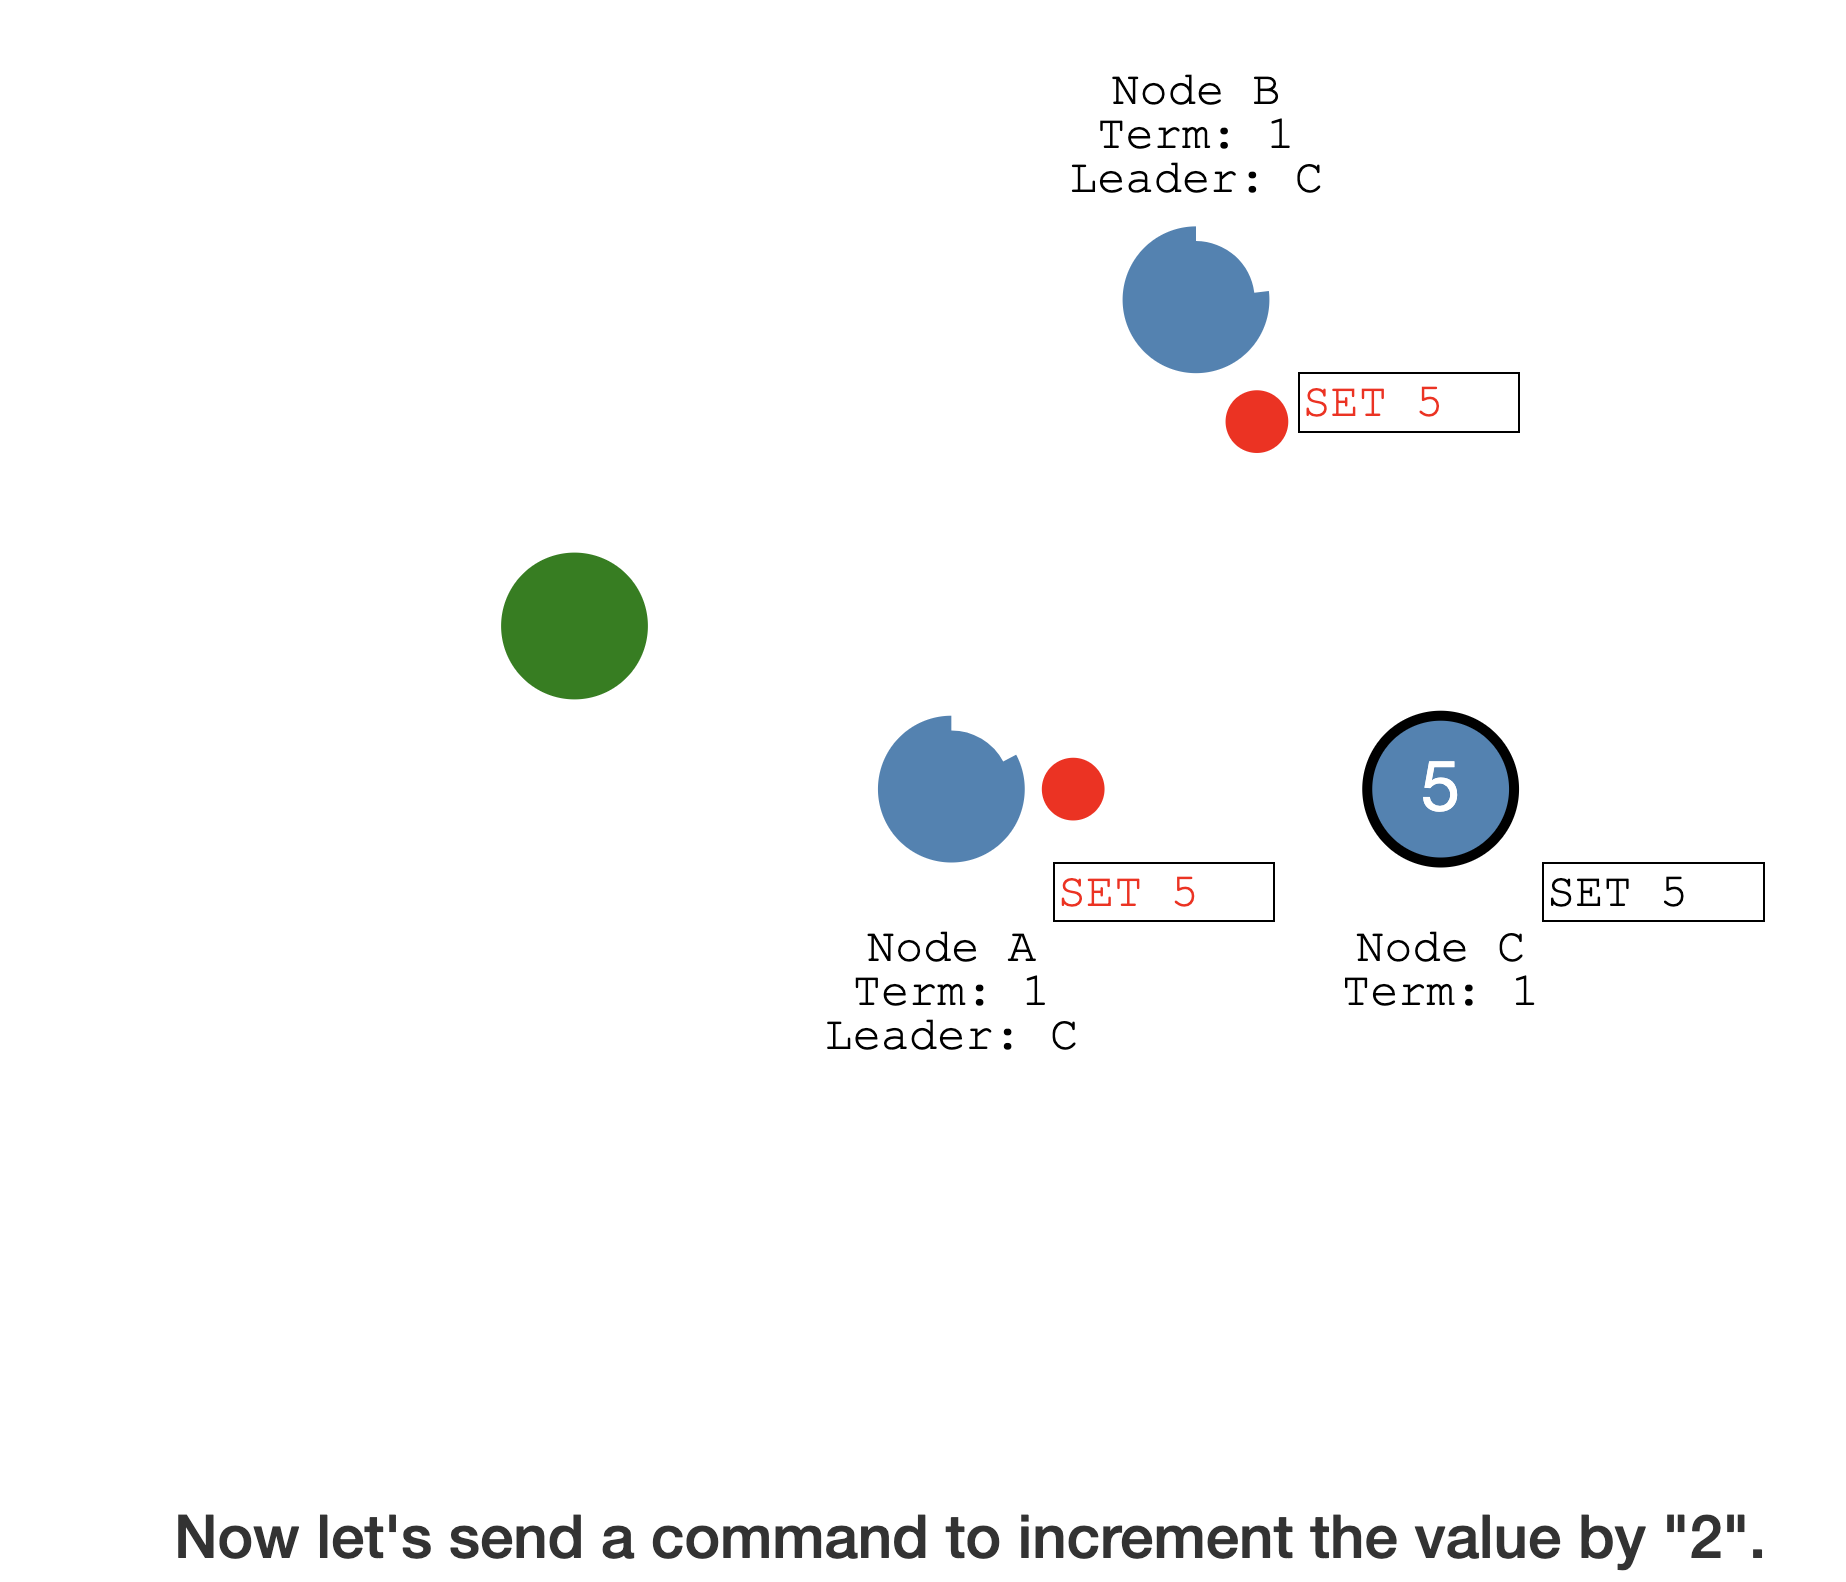 Node B
Term: 1
Leader: C
SET 5
5
SET 5
SET 5
Node A
Term: 1
Leader: C
Node C
Term: 1
Now let's send a command to increment the value by "2".